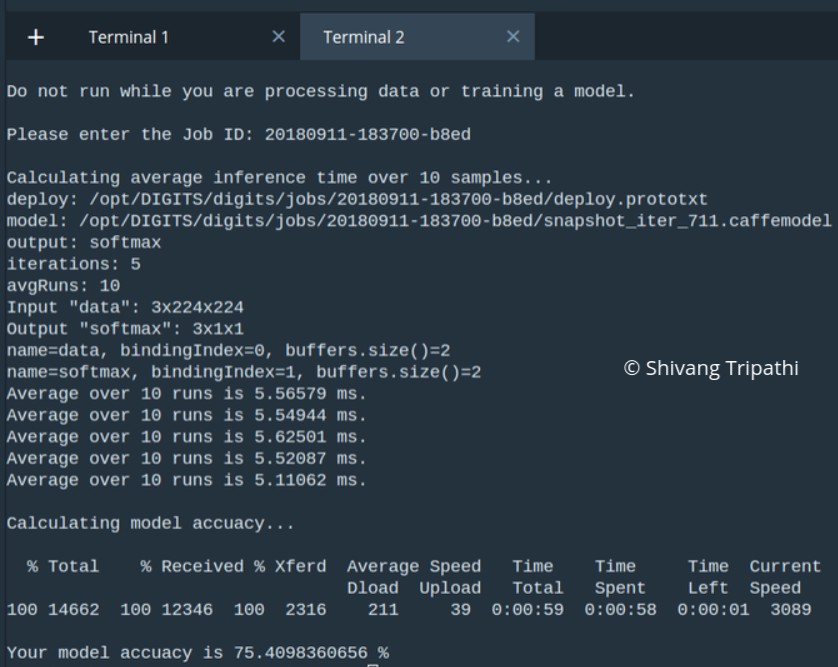 + Terminal 1 × Terminal 2 ×
Do not run while you are processing data or training a model.
Please enter the Job ID: 20180911-183700-b8ed
Calculating average inference time over 10 samples...
deploy: /opt/DIGITS/digits/jobs/20180911-183700-b8ed/deploy.prototxt
model: /opt/DIGITS/digits/jobs/20180911-183700-b8ed/snapshot_iter_711.caffemodel
output: softmax
iterations: 5
avgRuns: 10
Input "data": 3x224x224
Output "softmax": 3x1x1
name=data, bindingIndex=0, buffers.size()=2
name=softmax, bindingIndex=1, buffers.size()=2
© Shivang Tripathi
Average over 10 runs is 5.56579 ms.
Average over 10 runs is 5.54944 ms.
Average over 10 runs is 5.62501 ms.
Average over 10 runs is 5.52087 ms.
Average over 10 runs is 5.11062 ms.
Calculating model accuacy...
% Total % Received % Xferd Average Speed Time Time Time Current
Dload Upload Total Spent Left Speed
100 14662 100 12346 100 2316 211 39 0:00:59 0:00:58 0:00:01 3089
Your model accuacy is 75.4098360656 %